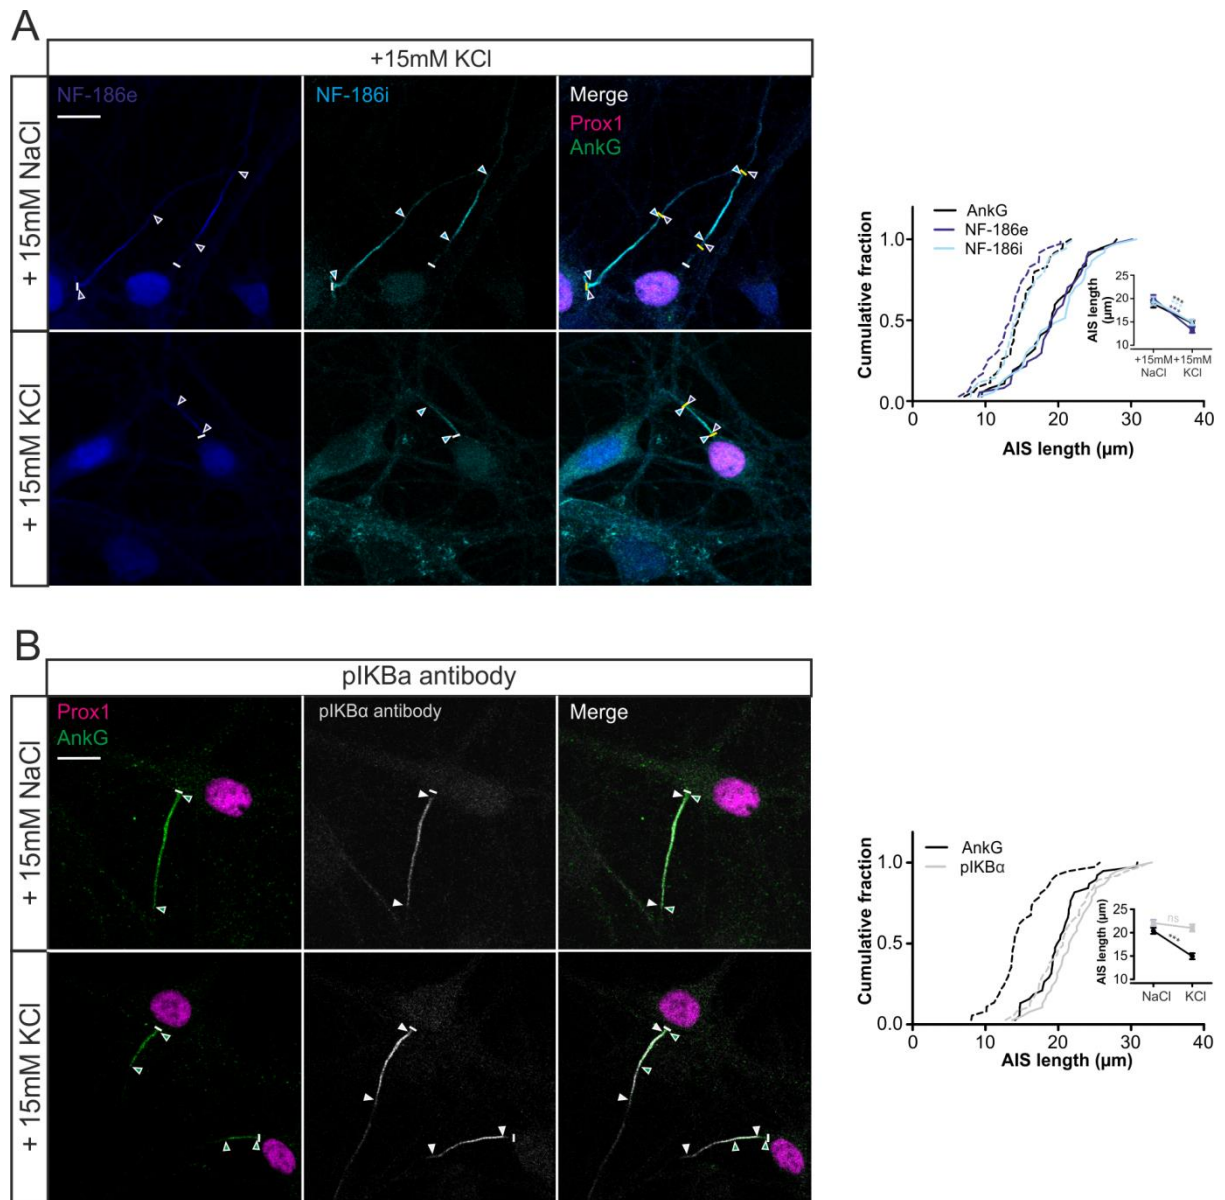 A
+15mM KCl
+ 15mM NaCl
NF-186e
NF-186i
Merge
Prox1
AnkG
+ 15mM KCl
AnkG
NF-186e
NF-186i
Cumulative fraction
1.0
0.5
0.0
10
20
30
40
AIS length (µm)
AIS length
(µm)
25
20
15
10
***
***
+15mM
NaCl
+15mM
KCl
B
pIKBa antibody
+ 15mM NaCl
Prox1
AnkG
pIKBα antibody
Merge
+ 15mM KCl
AnkG
pIKBα
Cumulative fraction
1.0
0.5
0.0
10
20
30
40
AIS length (µm)
AIS length (µm)
25
20
15
10
ns
***
NaCl
KCl